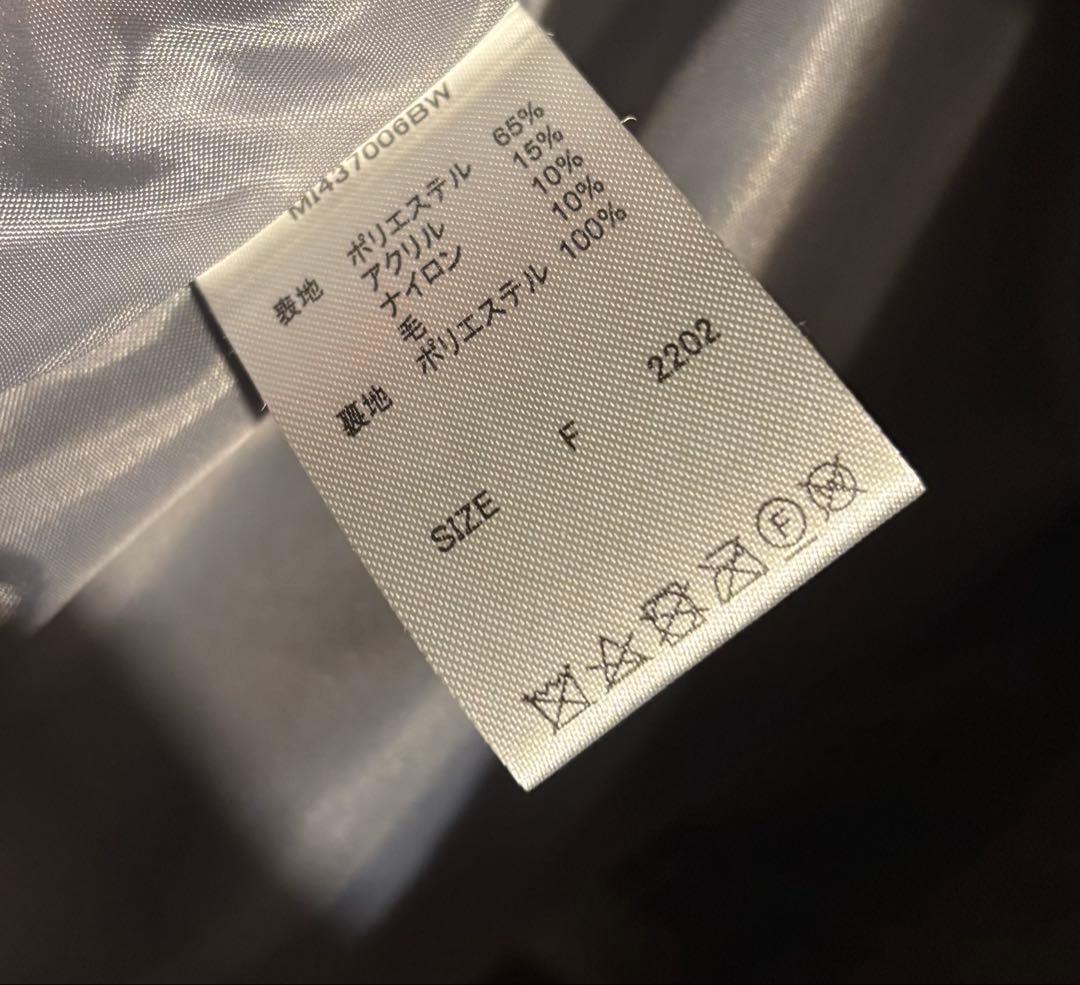 MI437006BW
表地 ポリエステル 65%
アクリル 15%
ナイロン 10%
毛 10%
裏地 ポリエステル 100%
2202
SIZE F
F